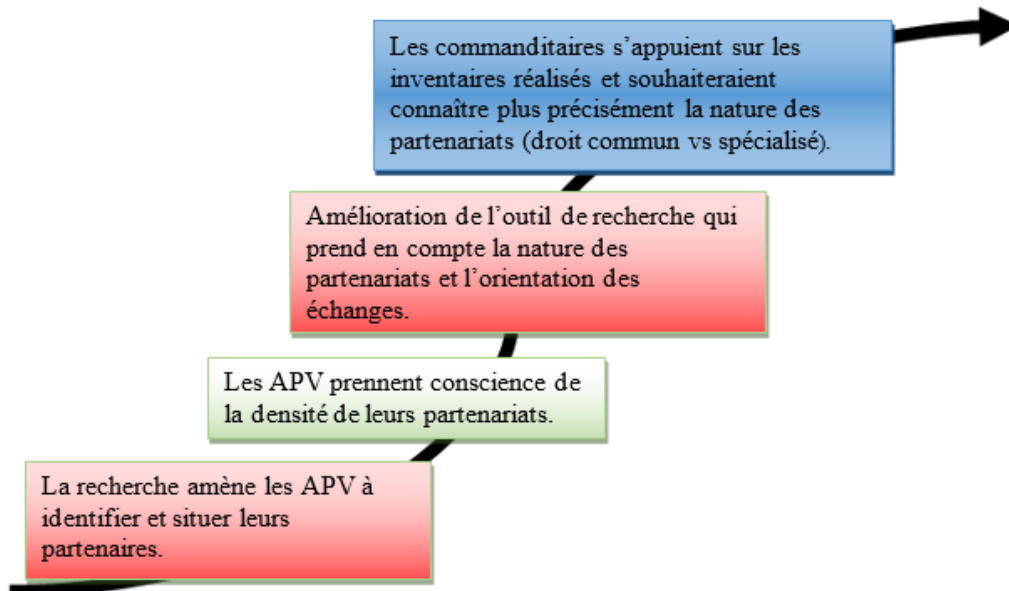 Les commanditaires s'appuient sur les
inventaires réalisés et souhaiteraient
connaître plus précisément la nature des
partenariats (droit commun vs spécialisé).
Amélioration de l'outil de recherche qui
prend en compte la nature des
partenariats et l'orientation des
échanges.
Les APV prennent conscience de
la densité de leurs partenariats.
La recherche amène les APV à
identifier et situer leurs
partenaires.